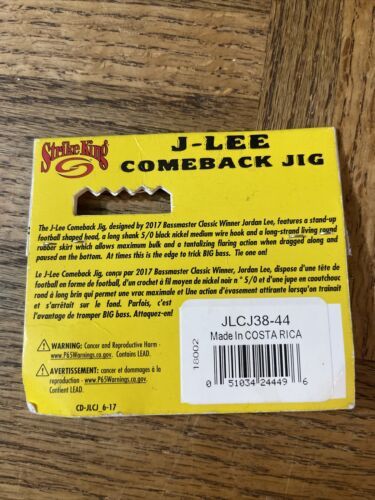 Strike King
J-LEE
COMEBACK JIG
The J-Lee Comeback Jig, designed by 2017 Bassmaster Classic Winner Jordan Lee, features a stand-up
football shaped head, a long shank 5/0 black nickel medium wire hook and a long-strand living round
rubber skirt which allows maximum bulk and a tantalizing flaring action when dragged along and
paused on the bottom. At times this is the edge to trick BIG bass. Tie one on!
Le J-Lee Comeback Jig, conçu par 2017 Bassmaster Classic Winner, Jordan Lee, dispose d'une tête de
football en forme de football, d'un crochet à fil moyen de nickel noir n ° 5/0 et d'une jupe en caoutchouc
rond à long brin qui permet une vrac maximale et Une action d'évasement attirante lorsqu'on traînait
et s'arrêtait sur le fond. Parfois, c'est
l'avantage de tromper BIG bass. Attoquez-en!
WARNING: Cancer and Reproductive Harm -
www.P65Warnings.ca.gov. Contains LEAD.
AVERTISSEMENT: cancer et dommages à la
reproduction - www.P65Warnings.ca.gov.
Contient LEAD.
CD-JLCJ_6-17
18002
JLCJ38-44
Made In COSTA RICA
0 51034 24449 6